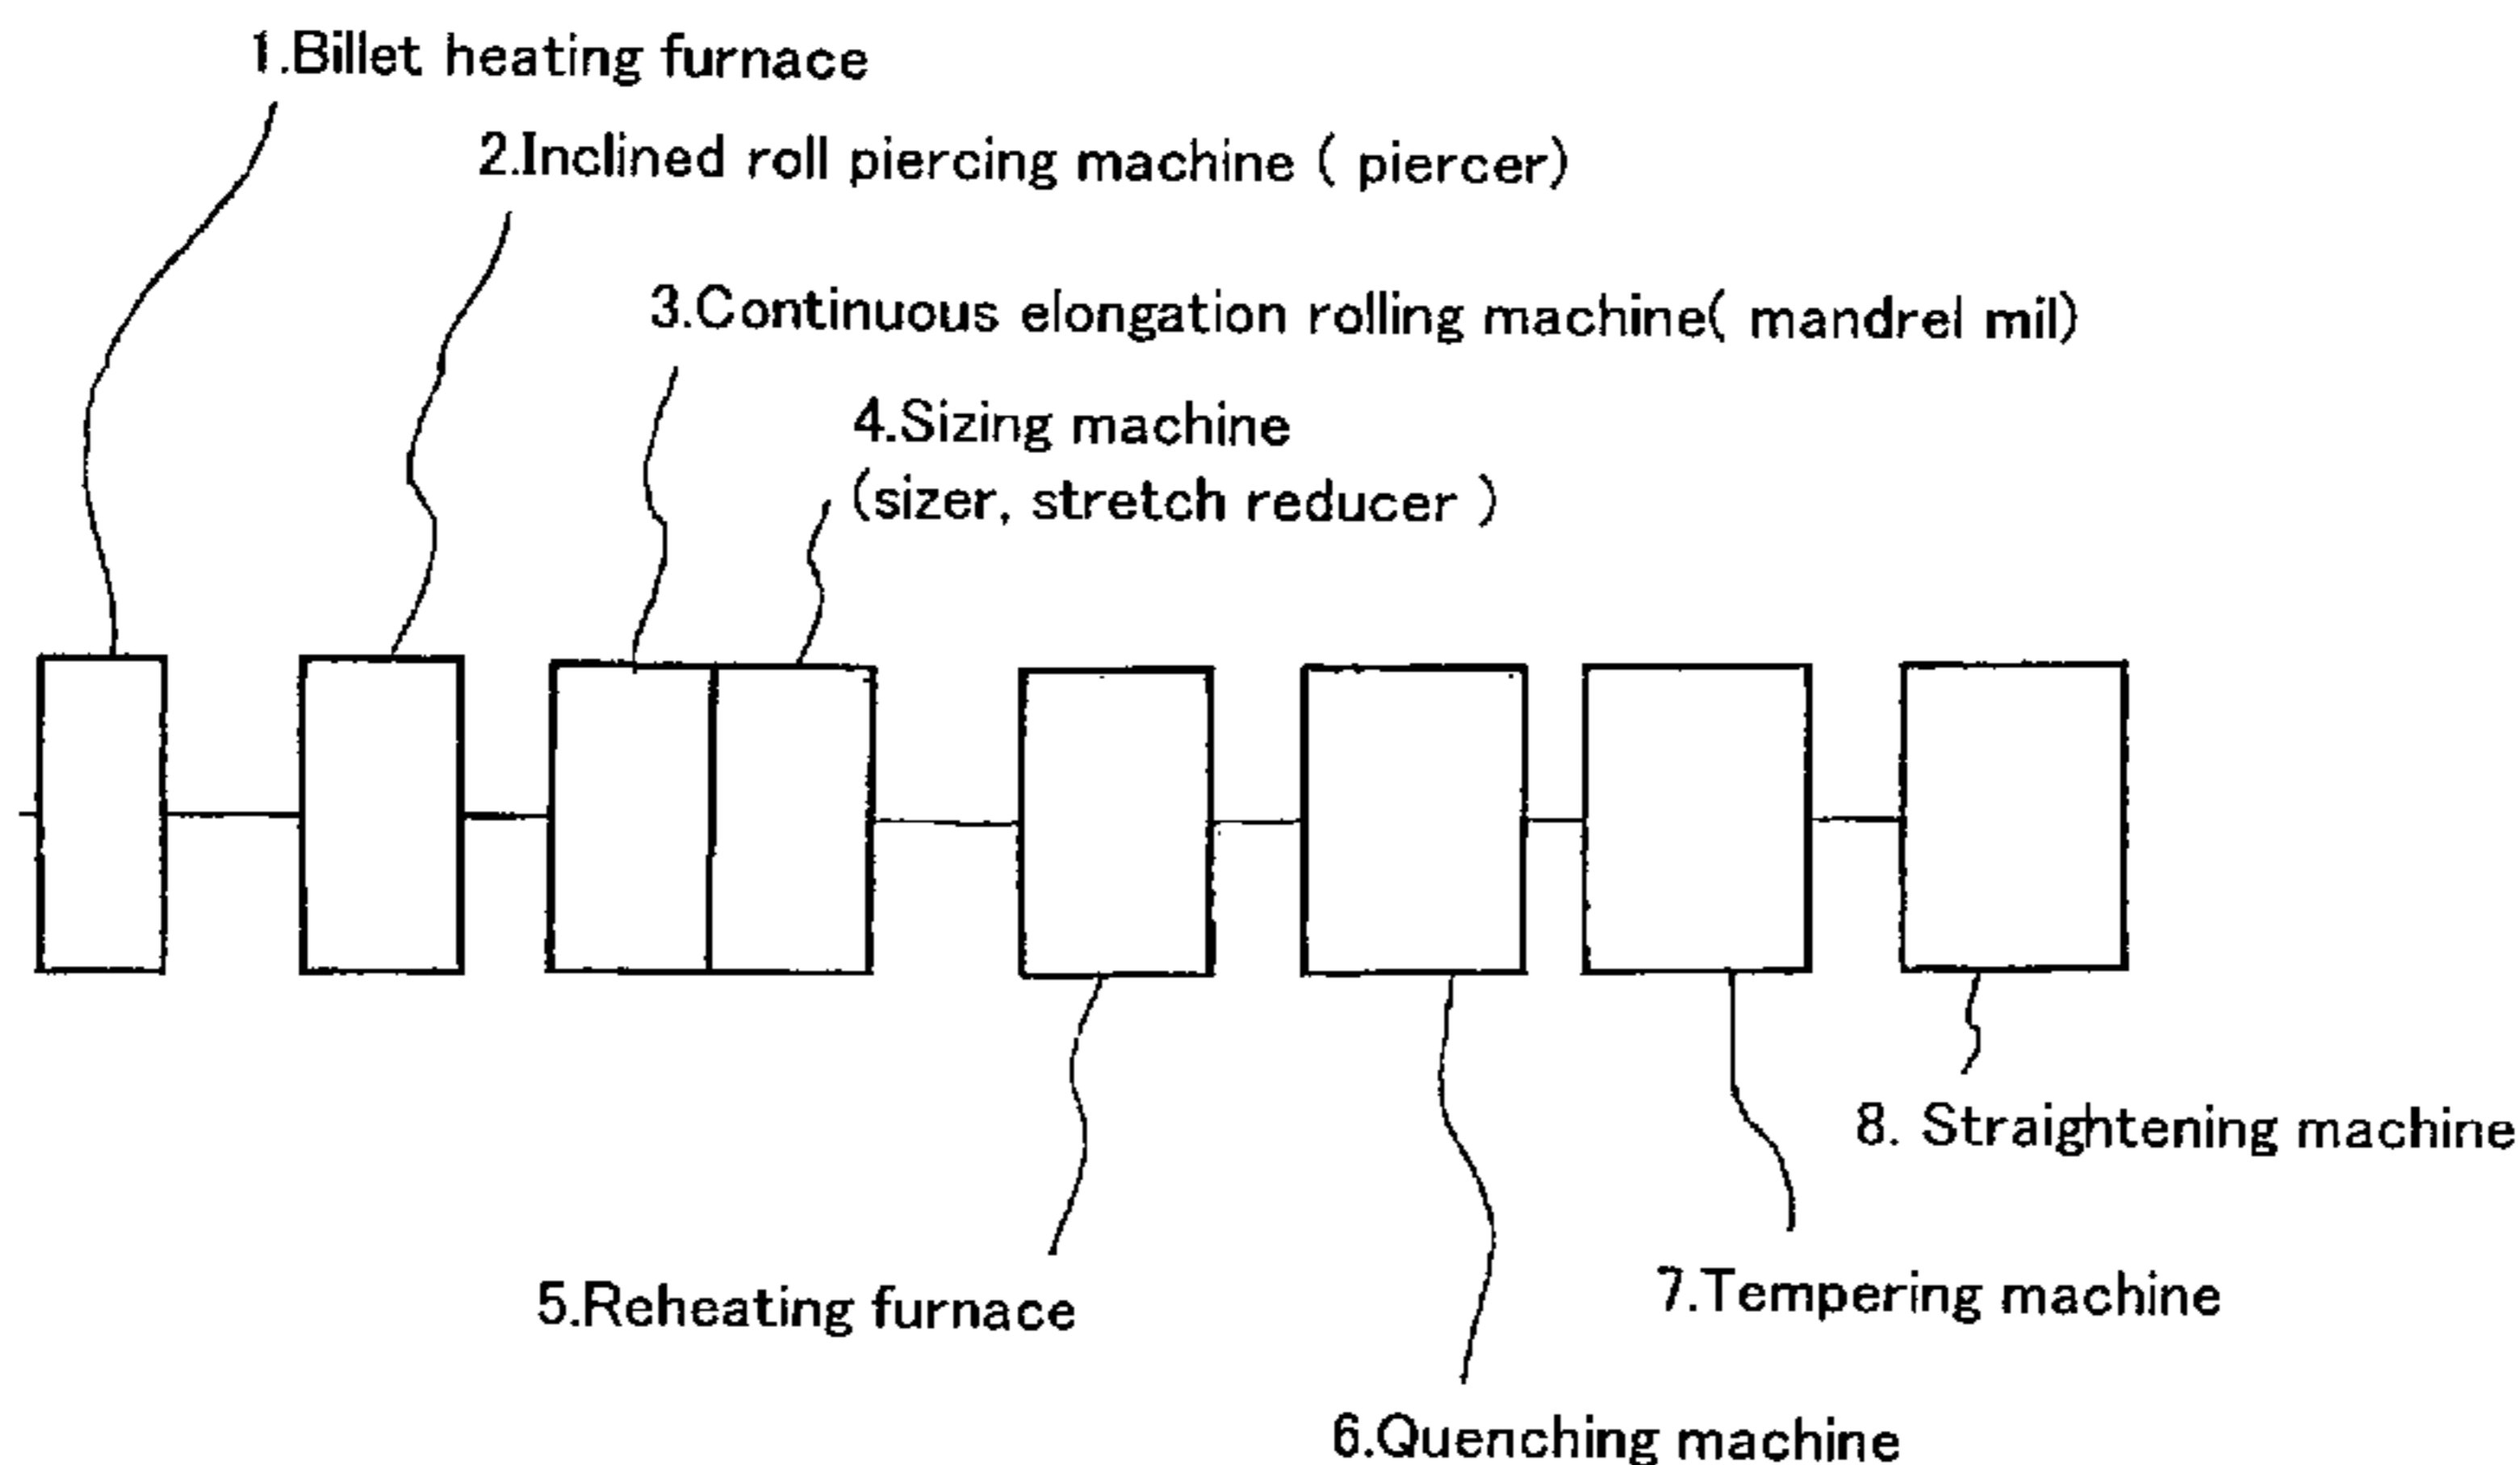 1.Billet heating furnace
2.Inclined roll piercing machine ( piercer)
3.Continuous elongation rolling machine( mandrel mil)
4.Sizing machine
(sizer, stretch reducer )
8. Straightening machine
7.Tempering machine
5.Reheating furnace
6.Quenching machine